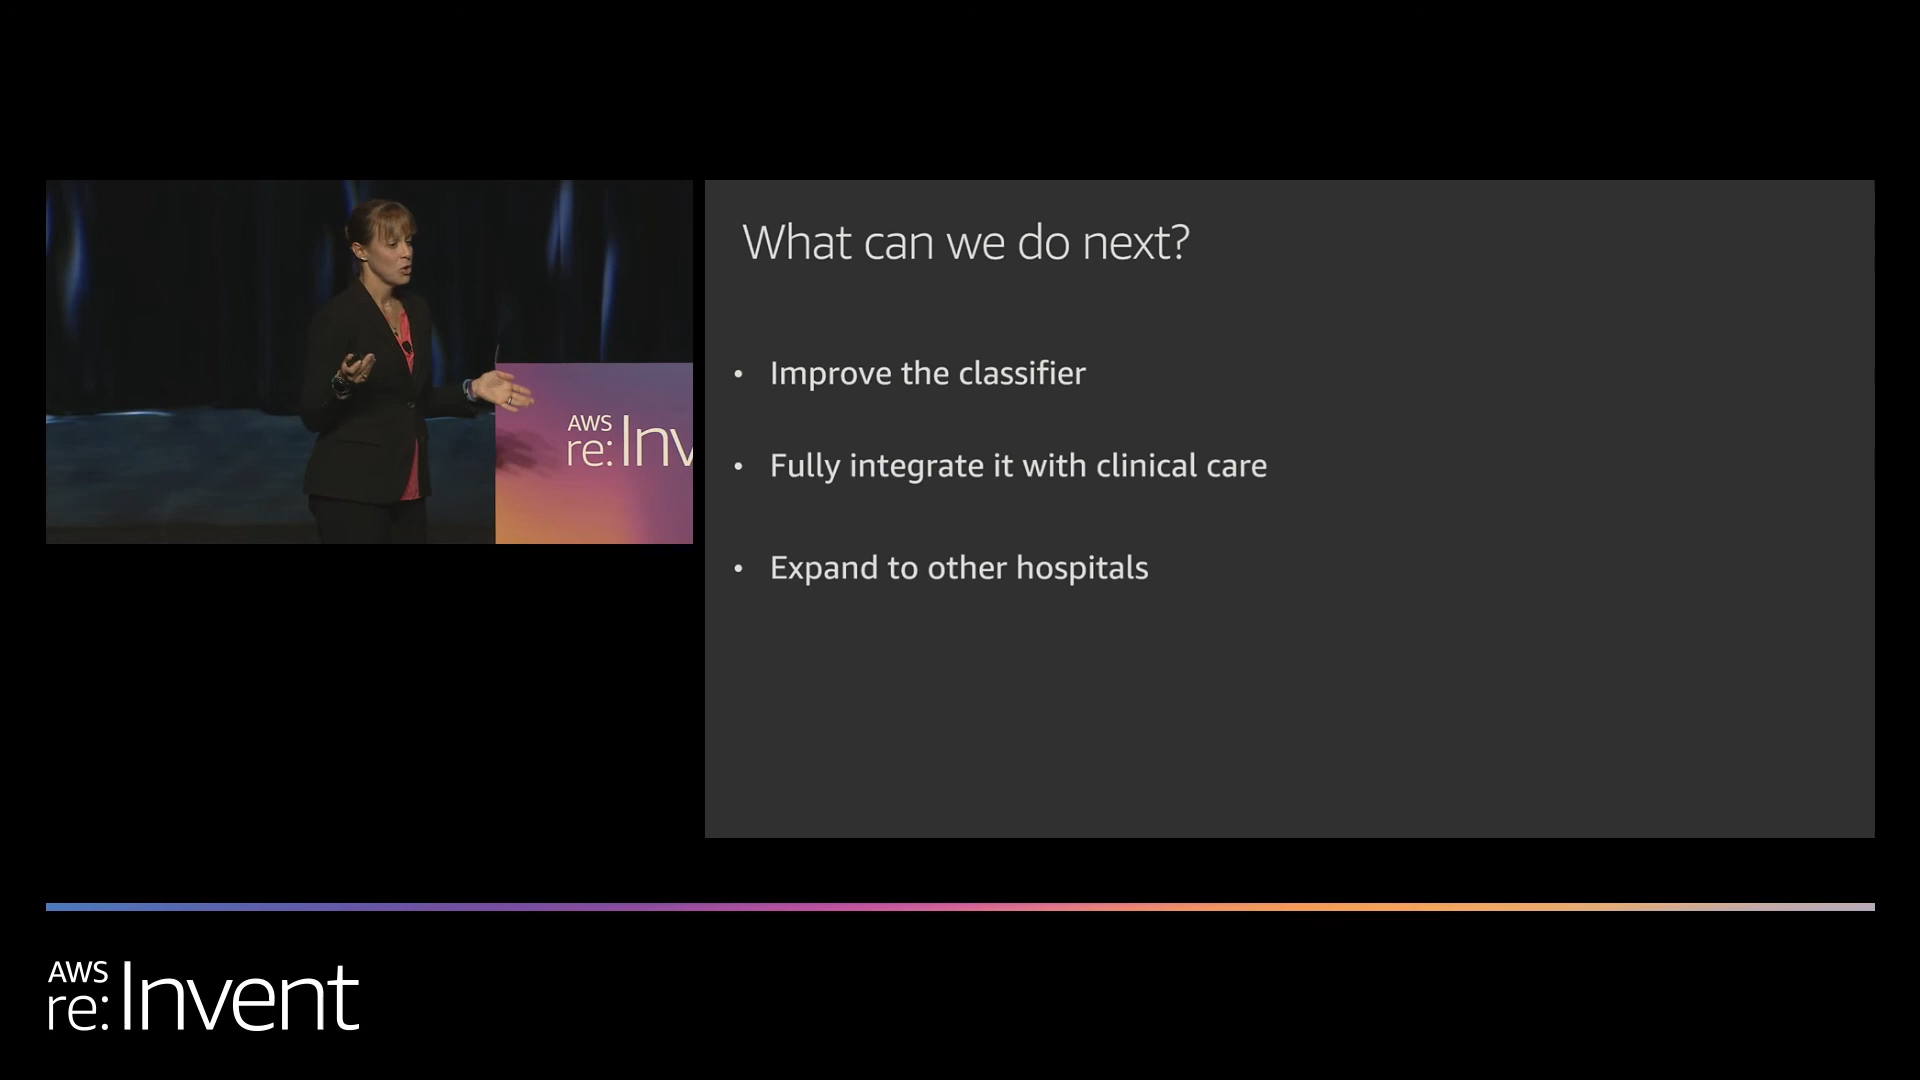 AWS
re:Inv
What can we do next?
• Improve the classifier
• Fully integrate it with clinical care
• Expand to other hospitals
AWS
re:Invent